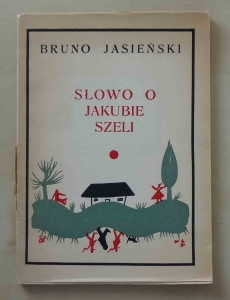 BRUNO JASIEŃSKI
SŁOWO O
JAKUBIE
SZELI